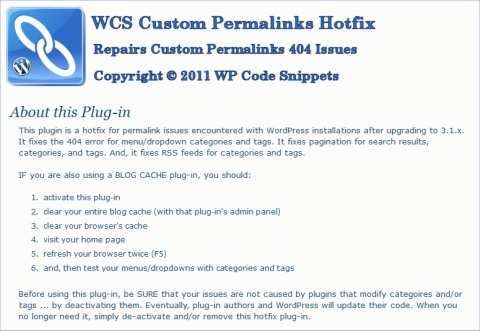 WCS Custom Permalinks Hotfix
Repairs Custom Permalinks 404 Issues
Copyright © 2011 WP Code Snippets
About this Plug-in
This plugin is a hotfix for permalink issues encountered with WordPress installations after upgrading to 3.1.x.
It fixes the 404 error for menu/dropdown categories and tags. It fixes pagination for search results,
categories, and tags. And, it fixes RSS feeds for categories and tags.
IF you are also using a BLOG CACHE plug-in, you should:
1. activate this plug-in
2. clear your entire blog cache (with that plug-in's admin panel)
3. clear your browser's cache
4. visit your home page
5. refresh your browser twice (F5)
6. and, then test your menus/dropdowns with categories and tags
Before using this plug-in, be SURE that your issues are not caused by plugins that modify categoires and/or
tags ... by deactivating them. Eventually, plug-in authors and WordPress will update their code. When you
no longer need it, simply de-activate and/or remove this hotfix plug-in.